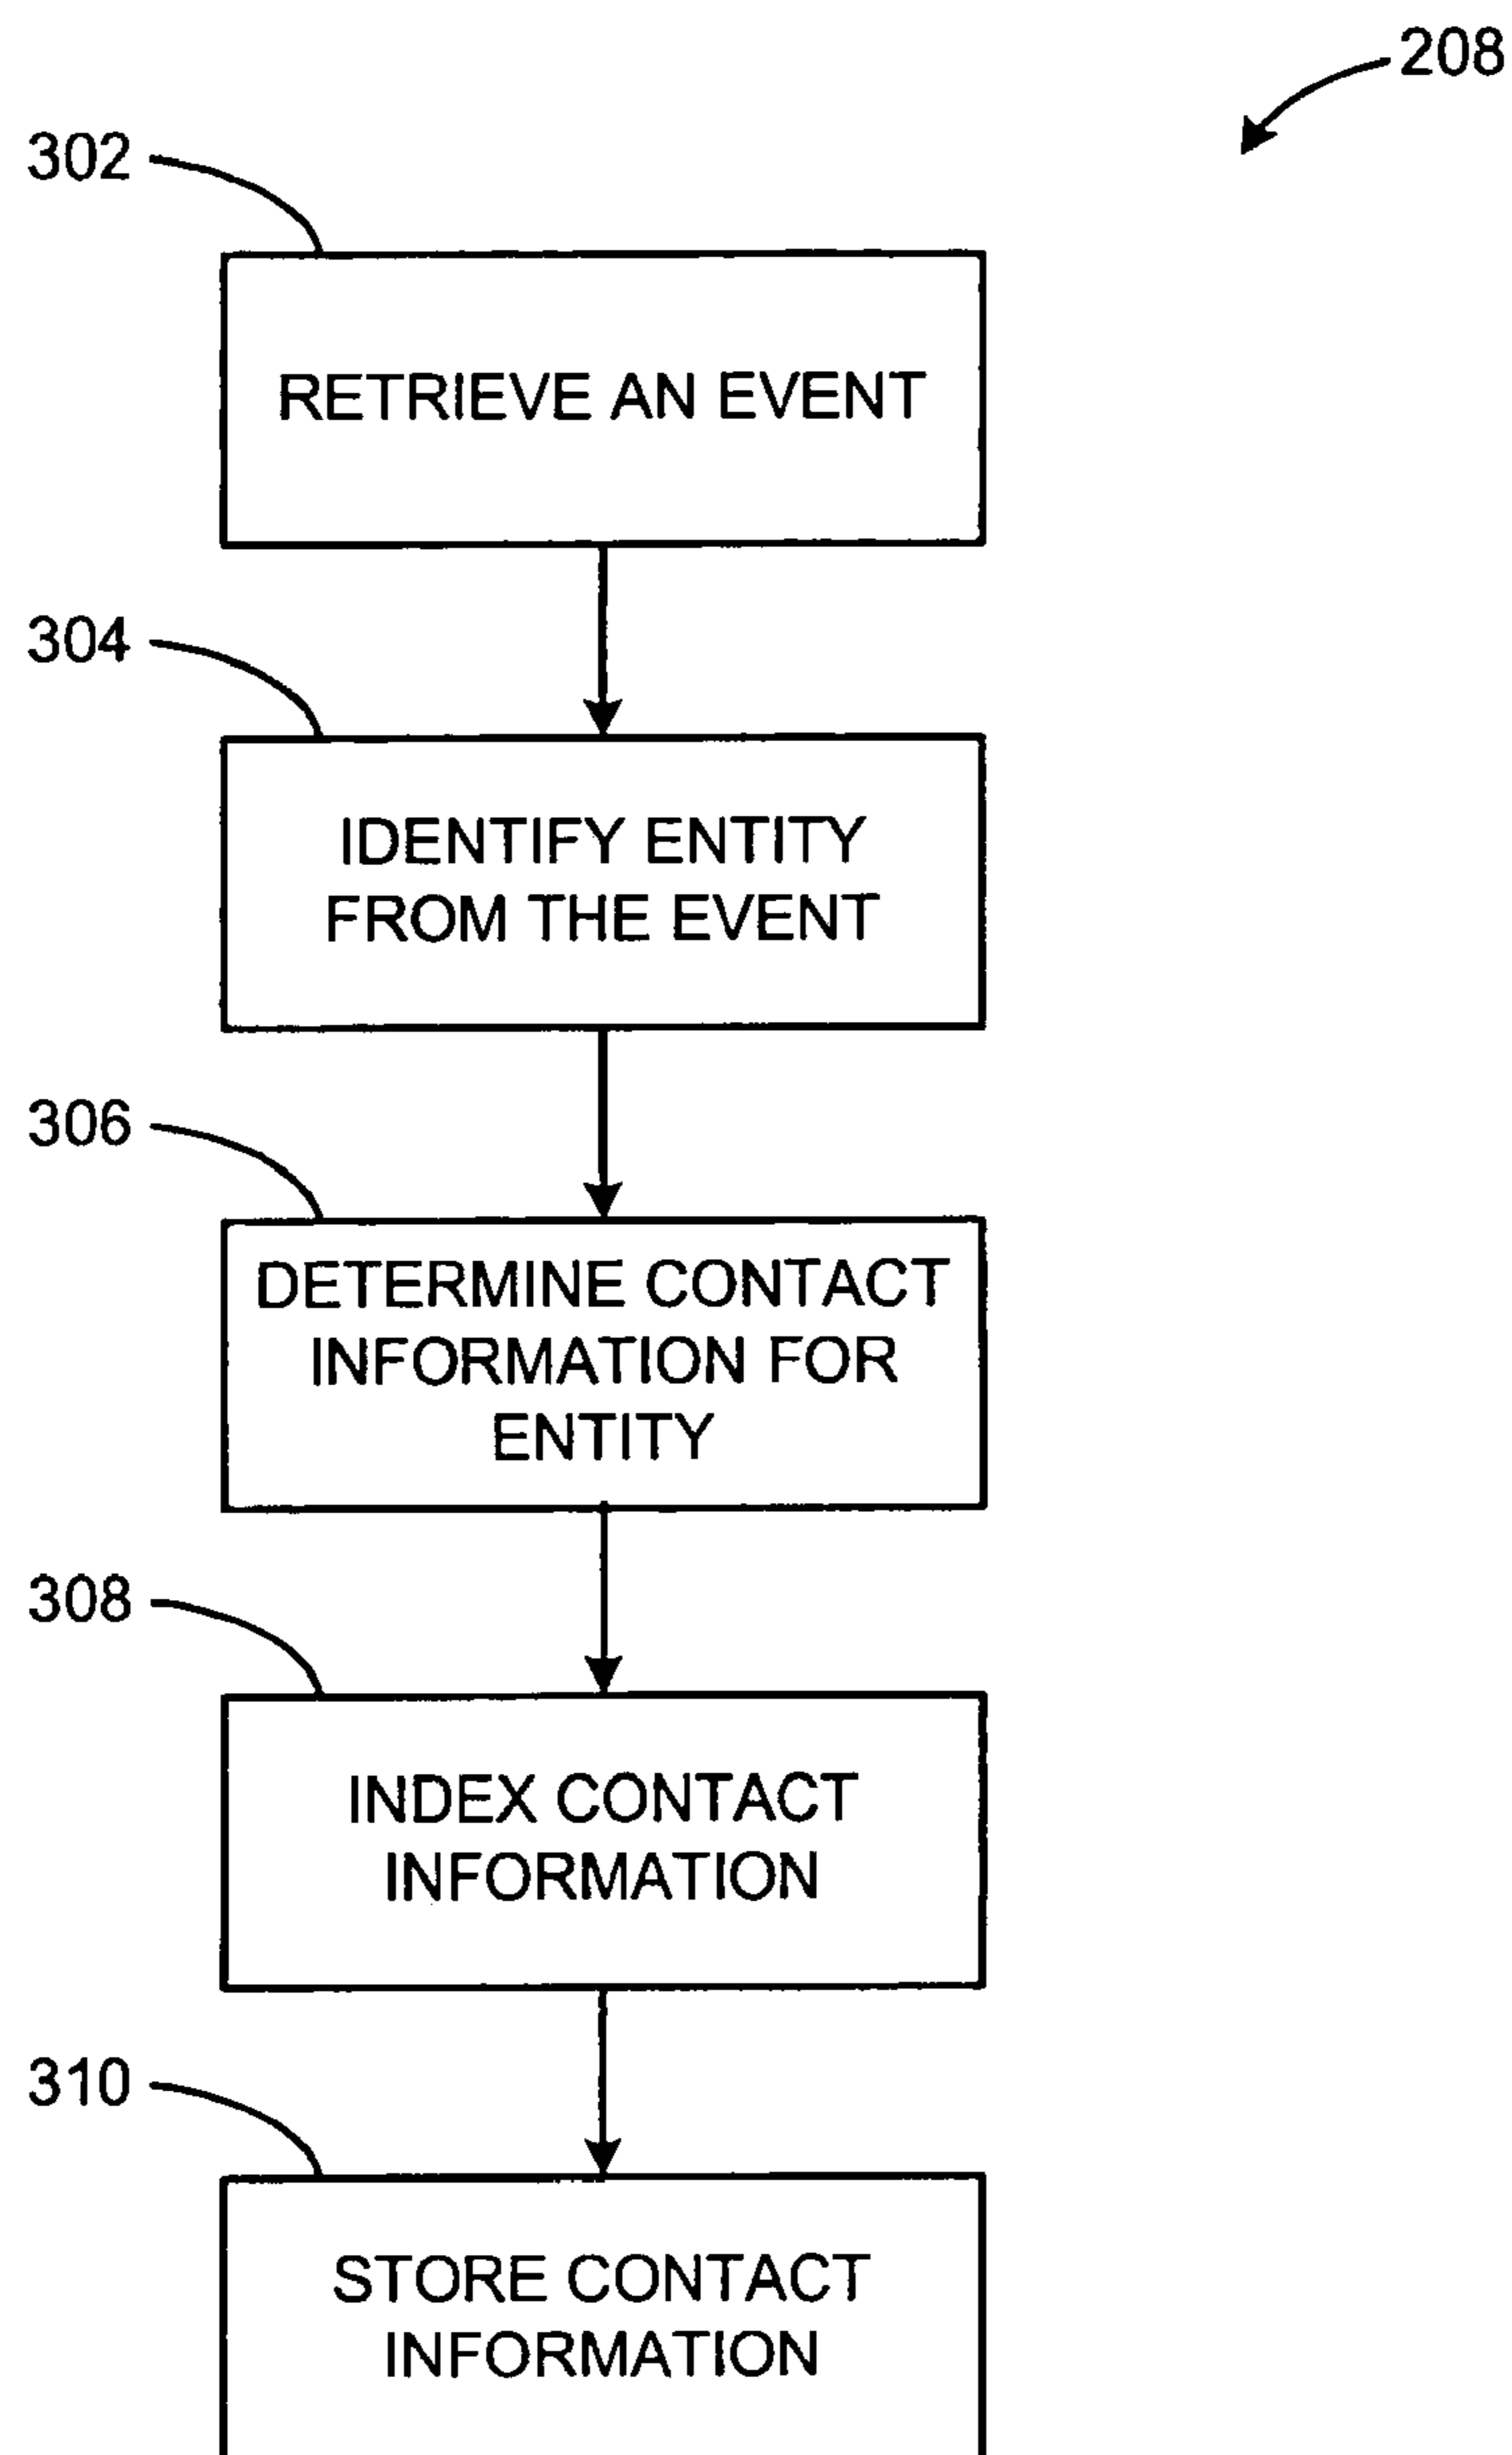 208
302
RETRIEVE AN EVENT
304
IDENTIFY ENTITY
FROM THE EVENT
306
DETERMINE CONTACT
INFORMATION FOR
ENTITY
308
INDEX CONTACT
INFORMATION
310
STORE CONTACT
INFORMATION